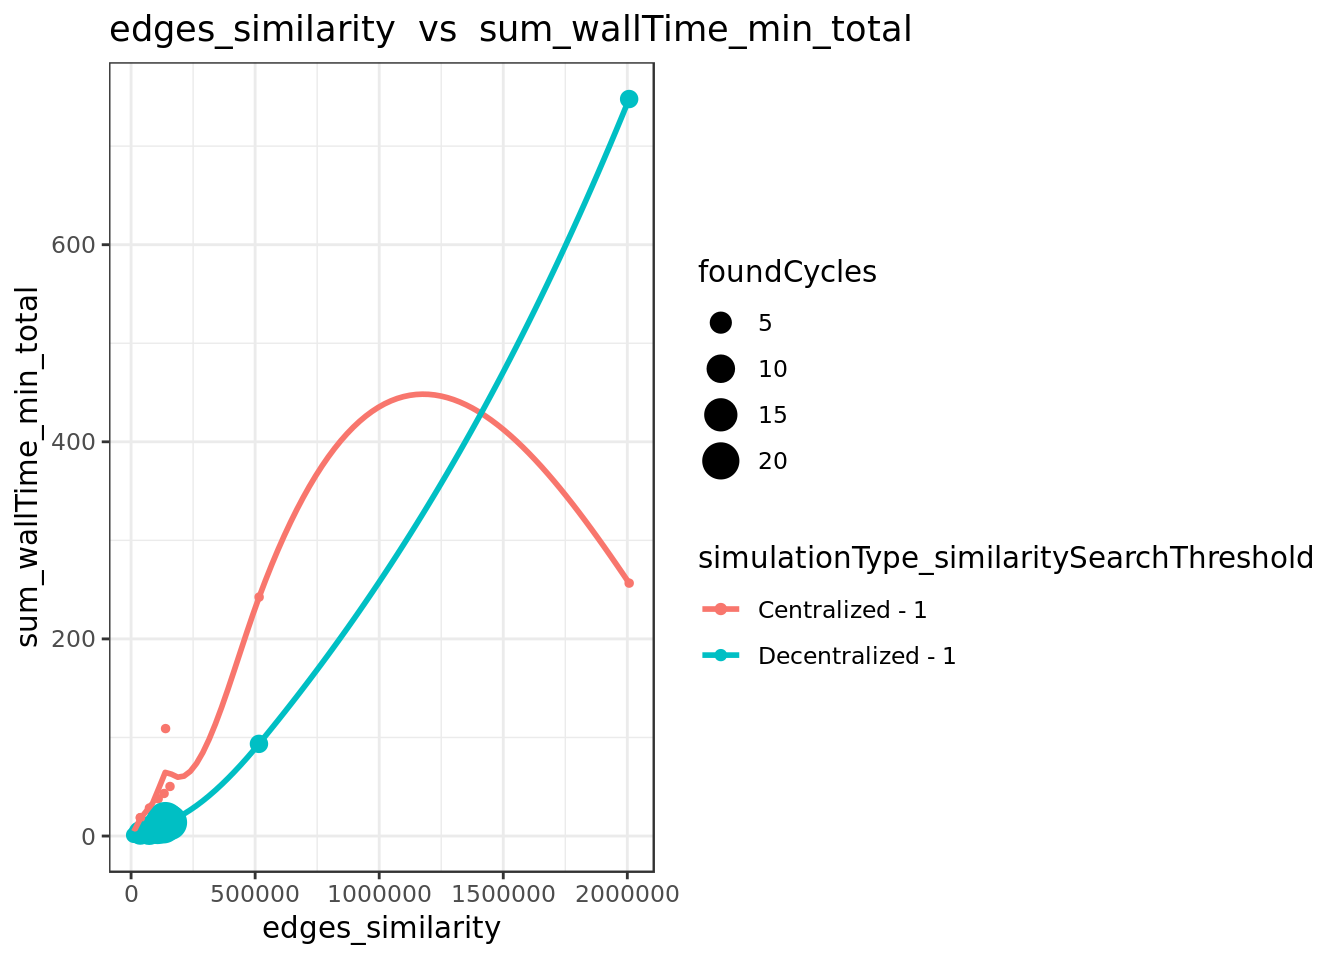 edges_similarity  vs  sum_wallTime_min_total
sum_wallTime_min_total
600
400
200
0
0
500000
1000000
1500000
2000000
edges_similarity
foundCycles
5
10
15
20
simulationType_similaritySearchThreshold
Centralized - 1
Decentralized - 1